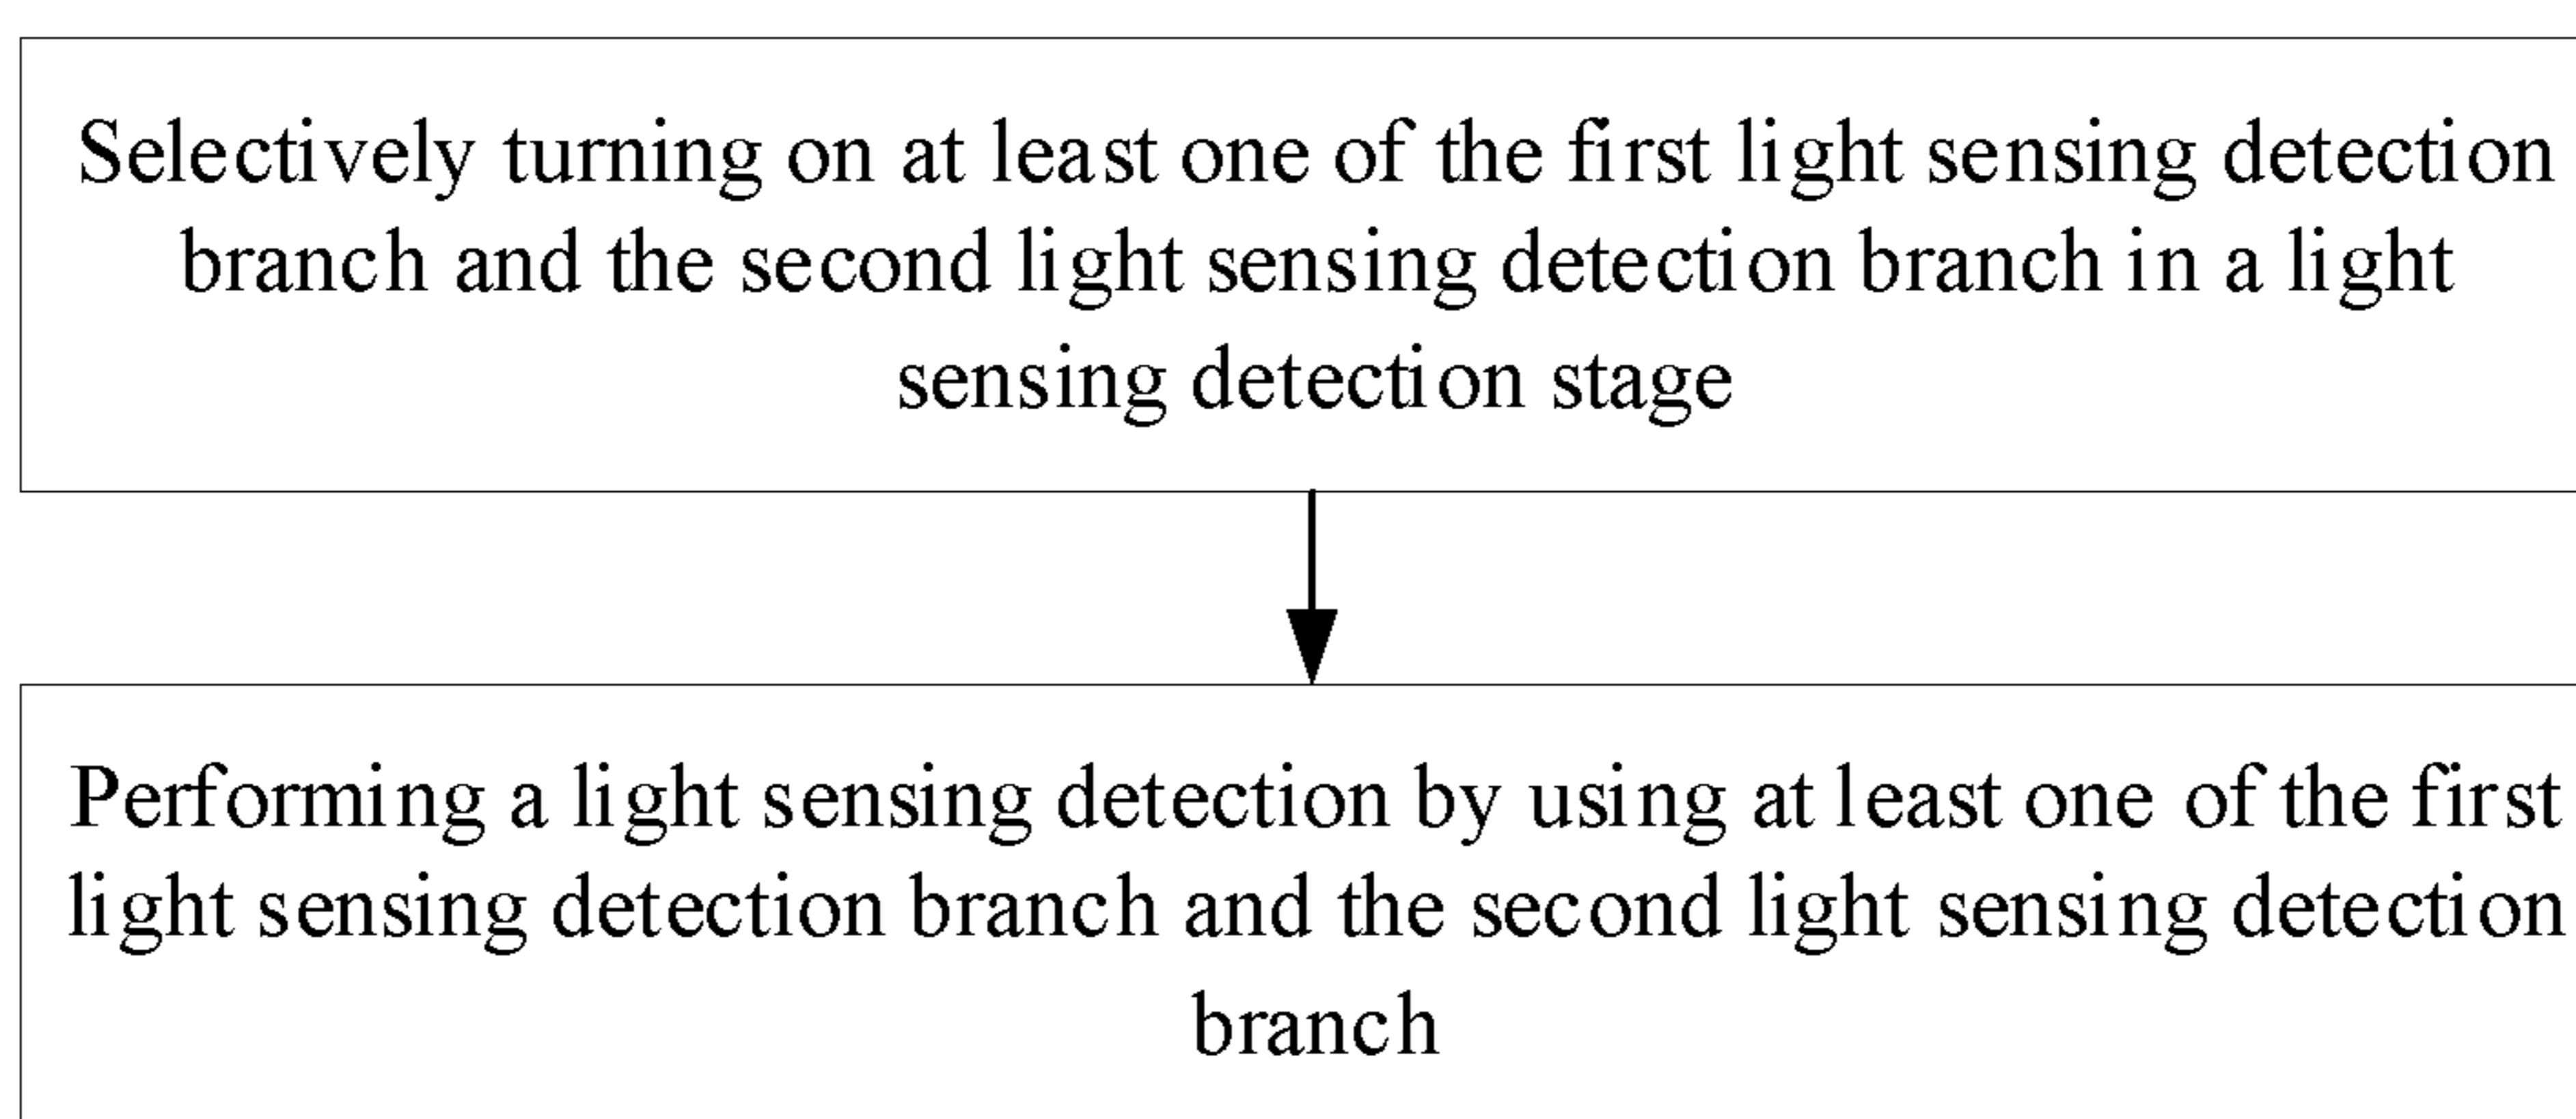 Selectively turning on at least one of the first light sensing detection
branch and the second light sensing detection branch in a light
sensing detection stage
Performing a light sensing detection by using at least one of the first
light sensing detection branch and the second light sensing detection
branch